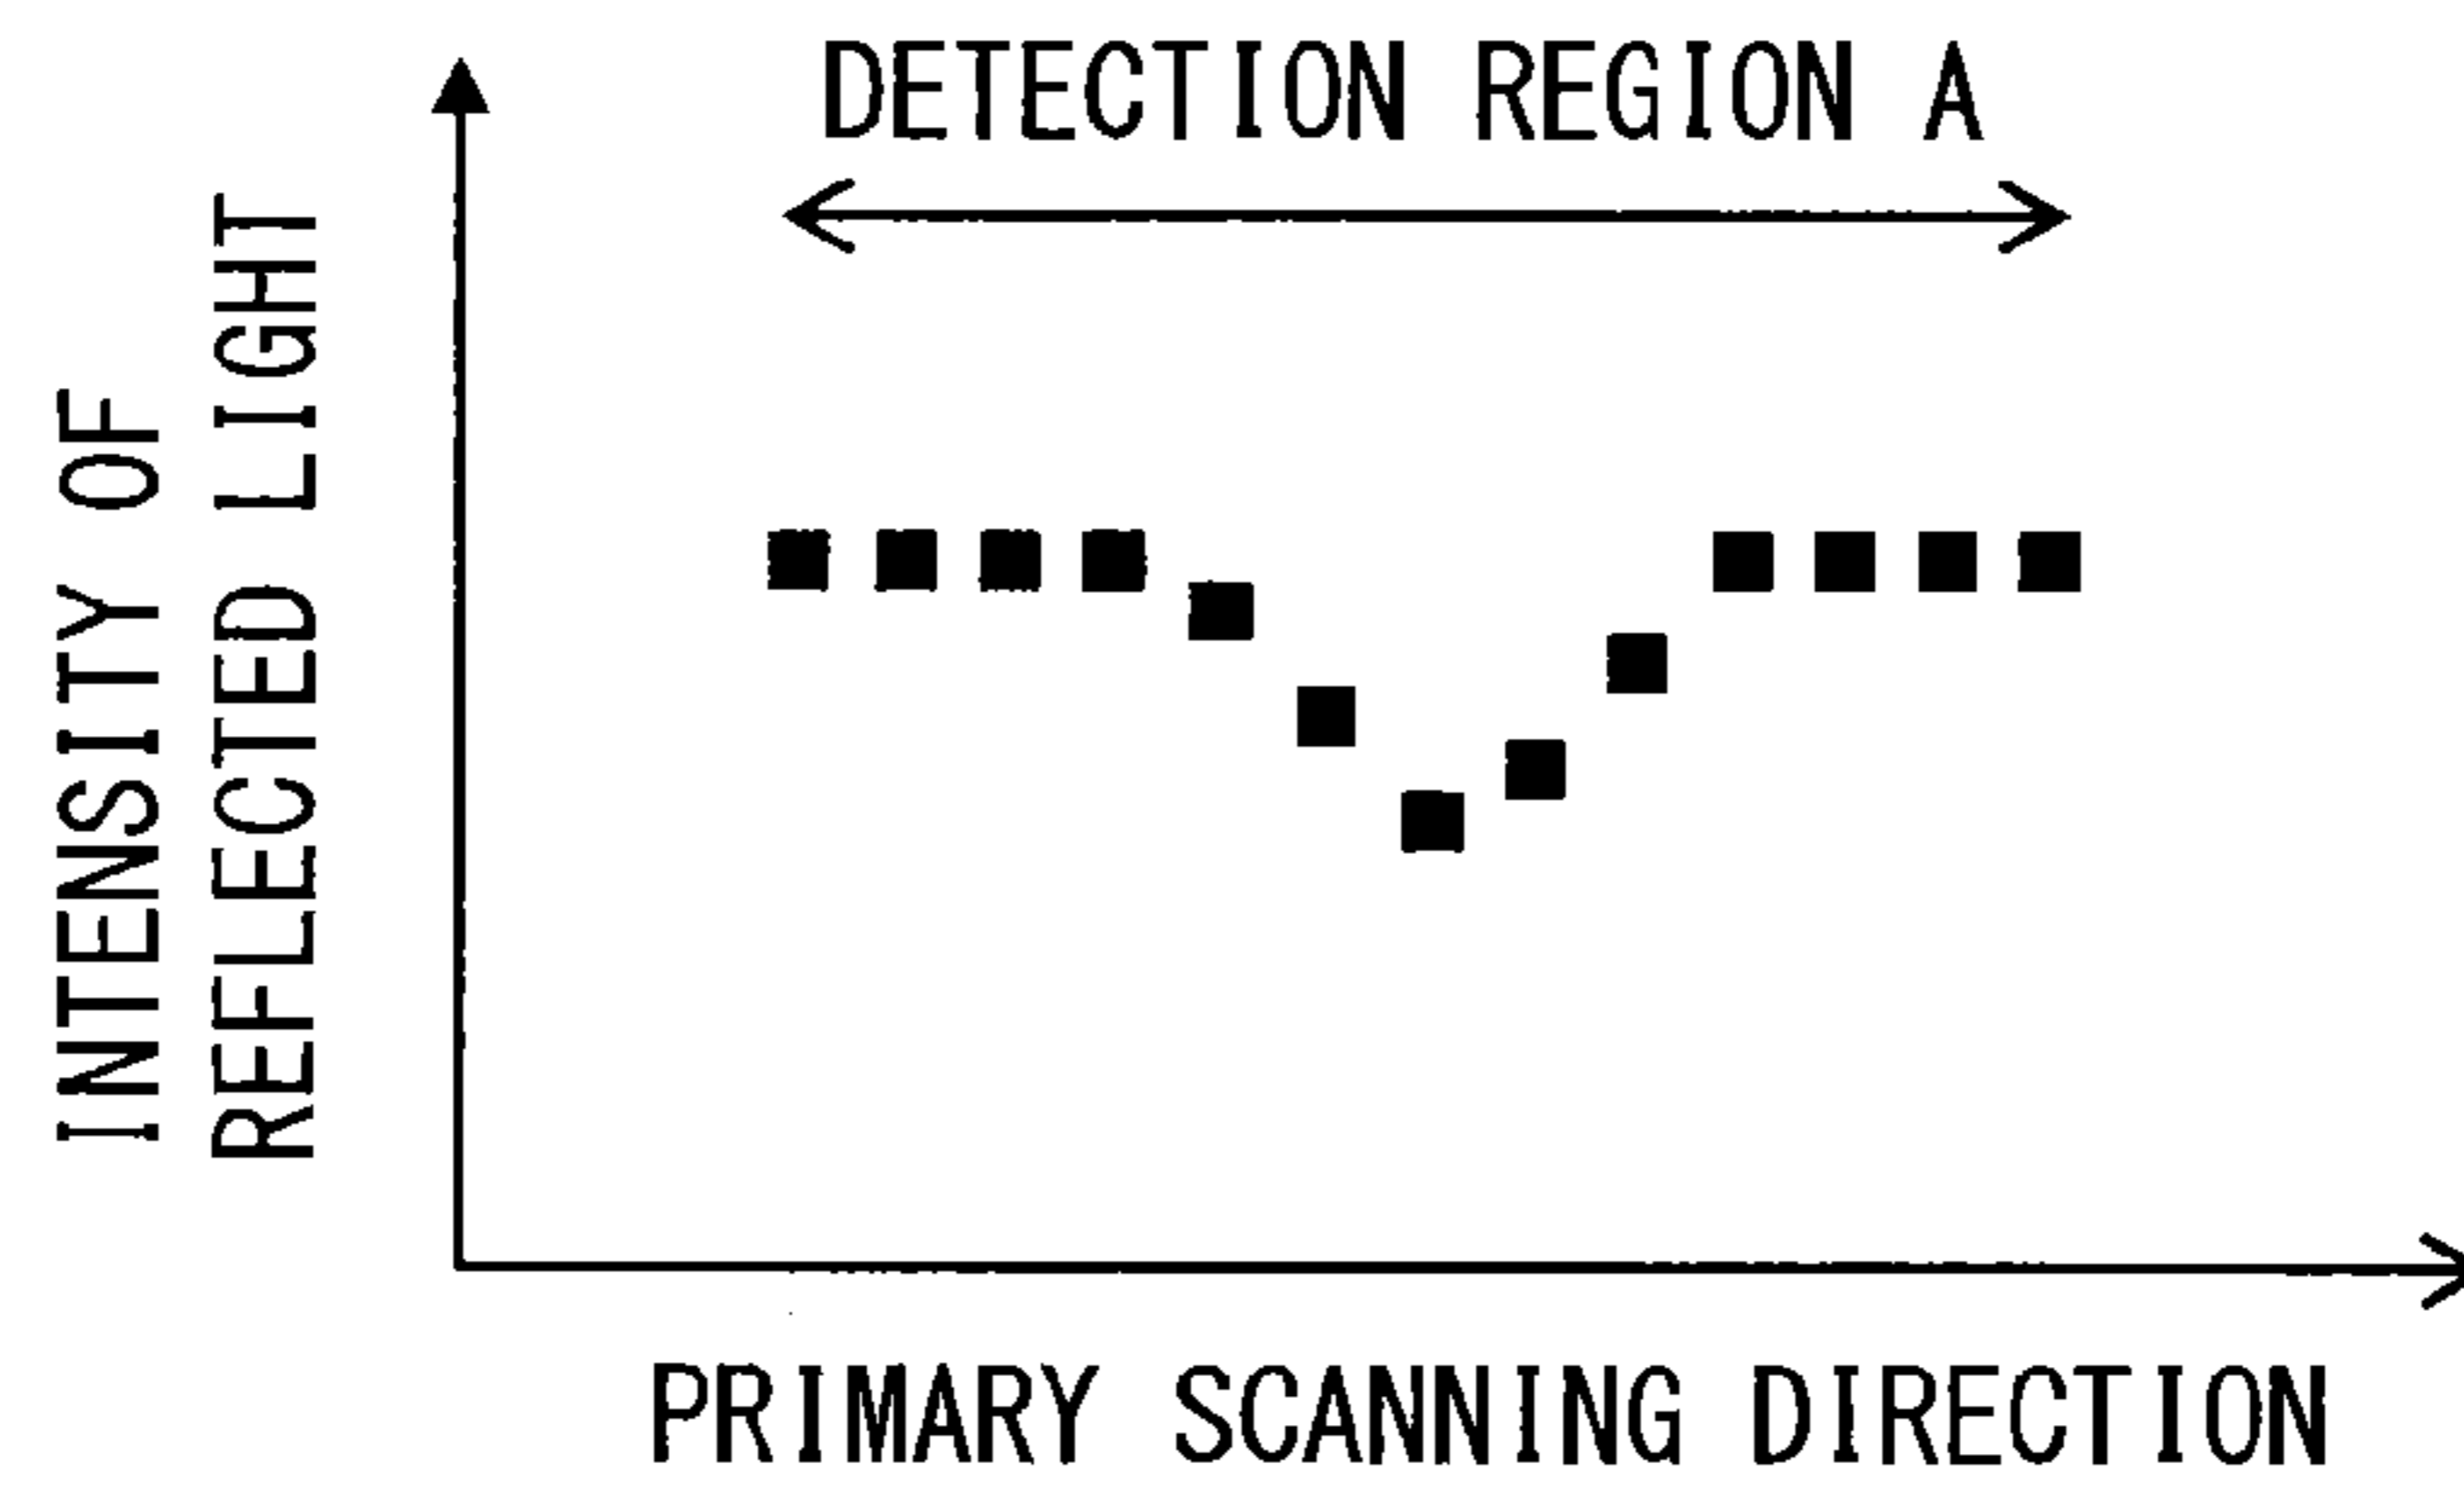 DETECTION REGION A
INTENSITY OF
REFLECTED LIGHT
PRIMARY SCANNING DIRECTION